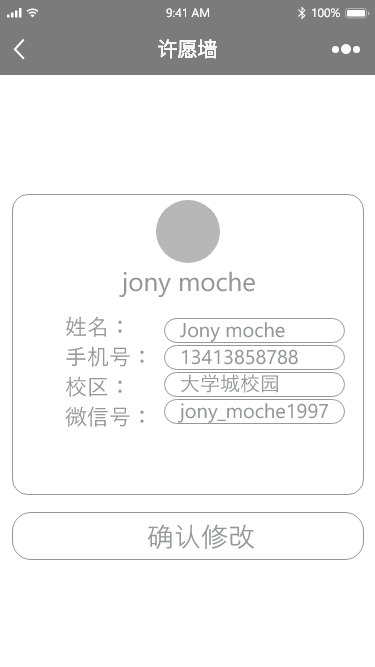 9:41 AM 100%
许愿墙
jony moche
姓名： Jony moche
手机号： 13413858788
校区： 大学城校园
微信号： jony_moche1997
确认修改